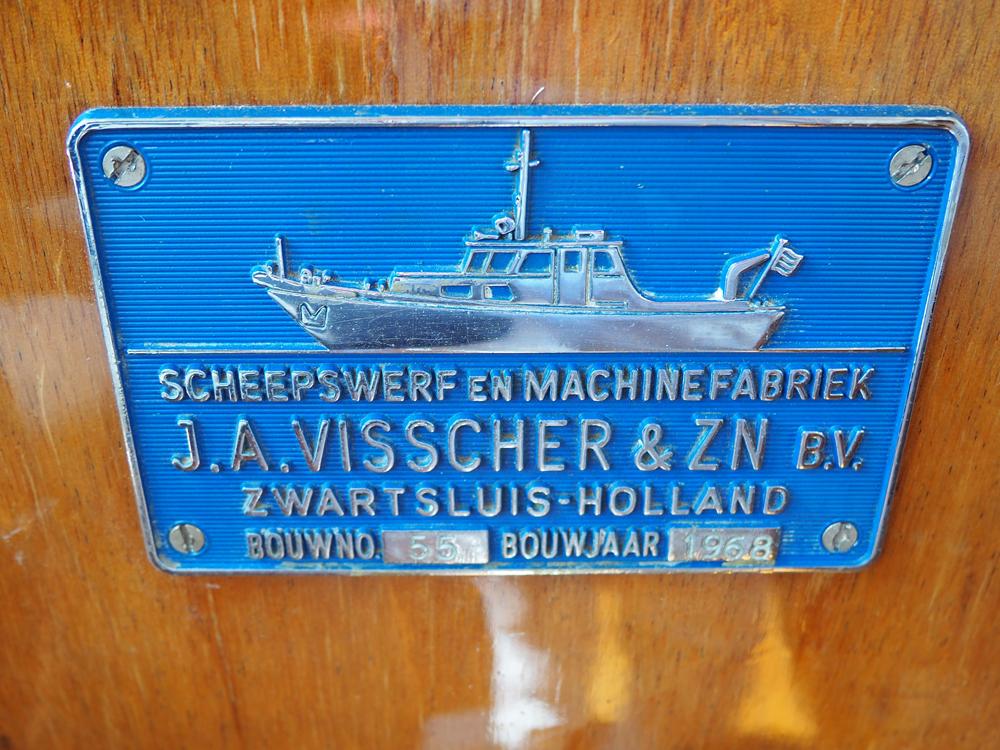 SCHEEPSWERF EN MACHINEFABRIEK
J.A. VISSCHER & ZN B.V.
ZWARTSLUIS-HOLLAND
BOUWNO. 55 BOUWJAAR 1968